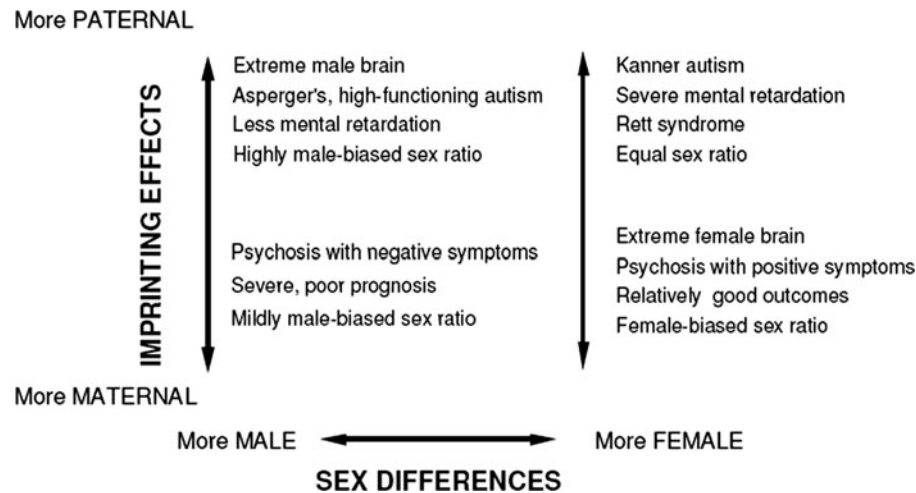 More PATERNAL
IMPRINTING EFFECTS
Extreme male brain
Asperger's, high-functioning autism
Less mental retardation
Highly male-biased sex ratio
Kanner autism
Severe mental retardation
Rett syndrome
Equal sex ratio
Psychosis with negative symptoms
Severe, poor prognosis
Mildly male-biased sex ratio
Extreme female brain
Psychosis with positive symptoms
Relatively good outcomes
Female-biased sex ratio
More MATERNAL
More MALE
More FEMALE
SEX DIFFERENCES